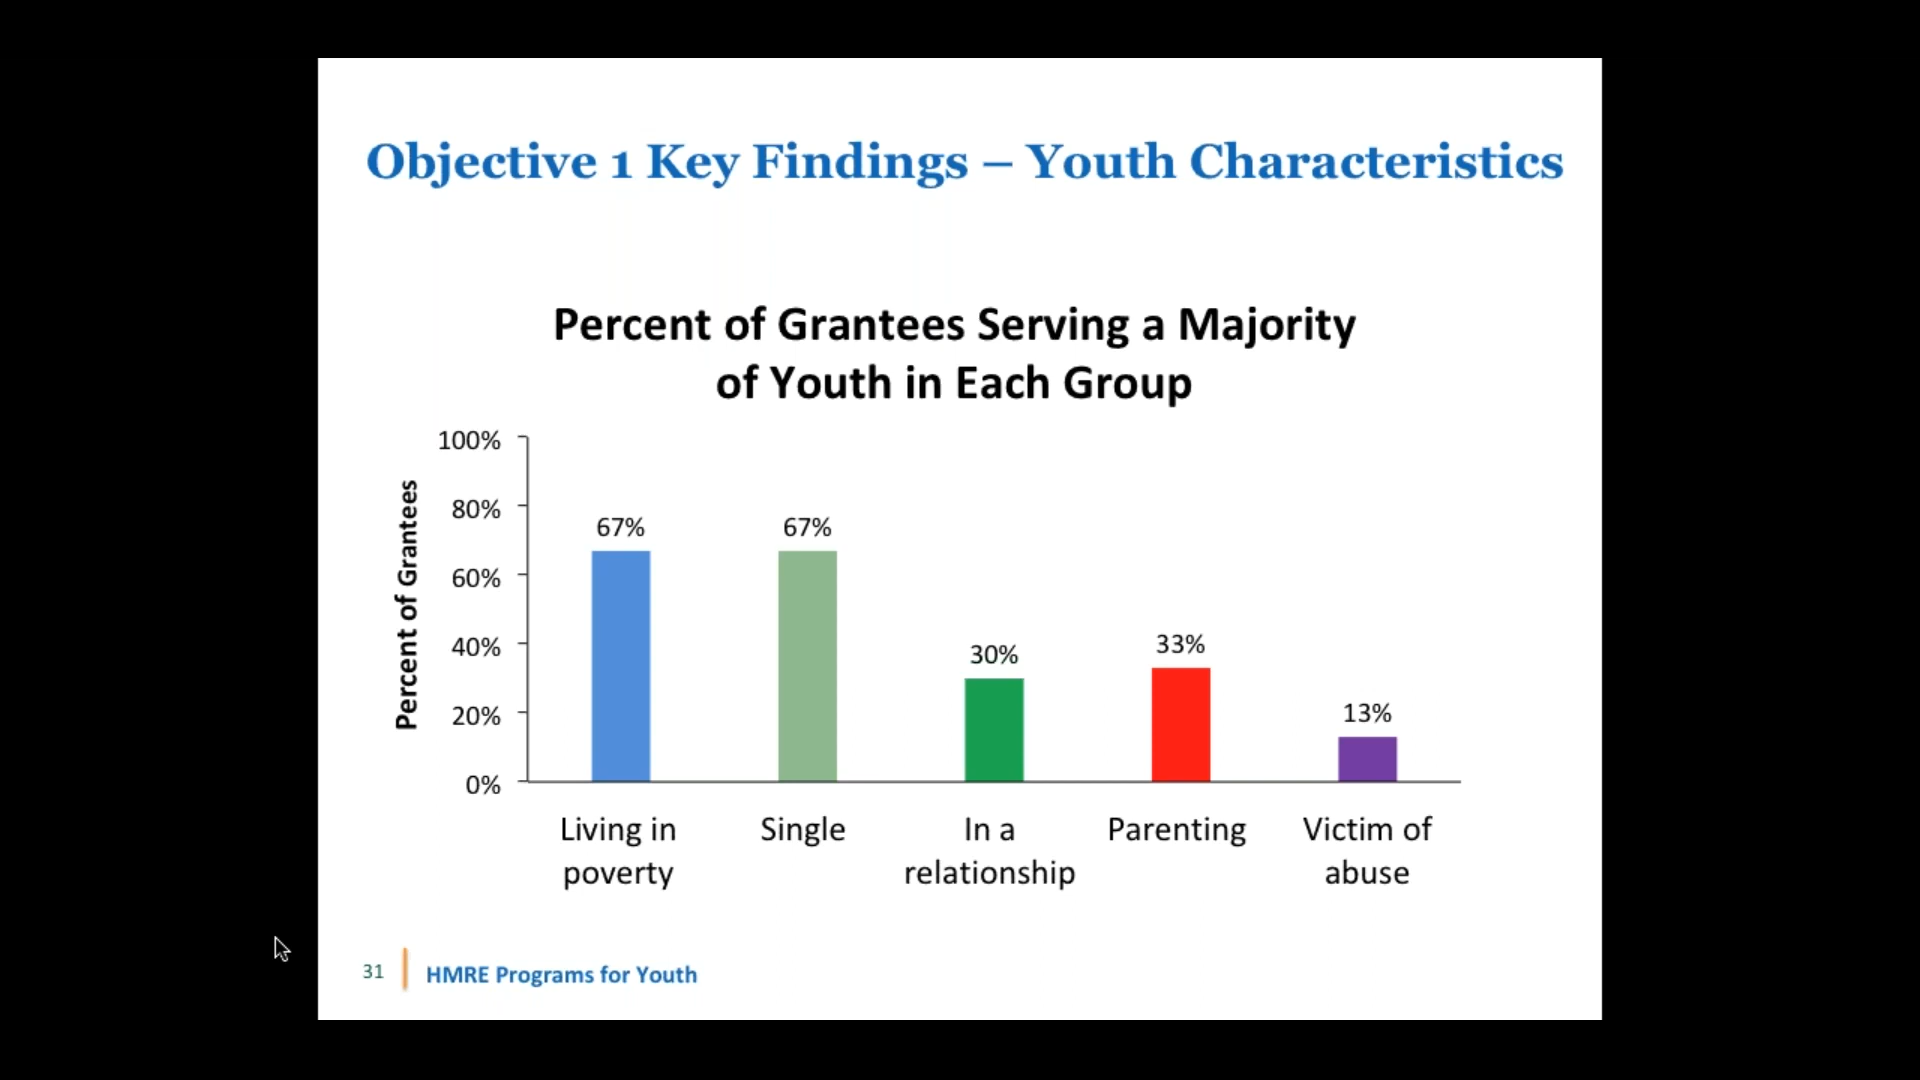 Objective 1 Key Findings – Youth Characteristics
Percent of Grantees Serving a Majority
of Youth in Each Group
Percent of Grantees
100%
80%
60%
40%
20%
0%
67%
67%
30%
33%
13%
Living in
poverty
Single
In a
relationship
Parenting
Victim of
abuse
31
HMRE Programs for Youth